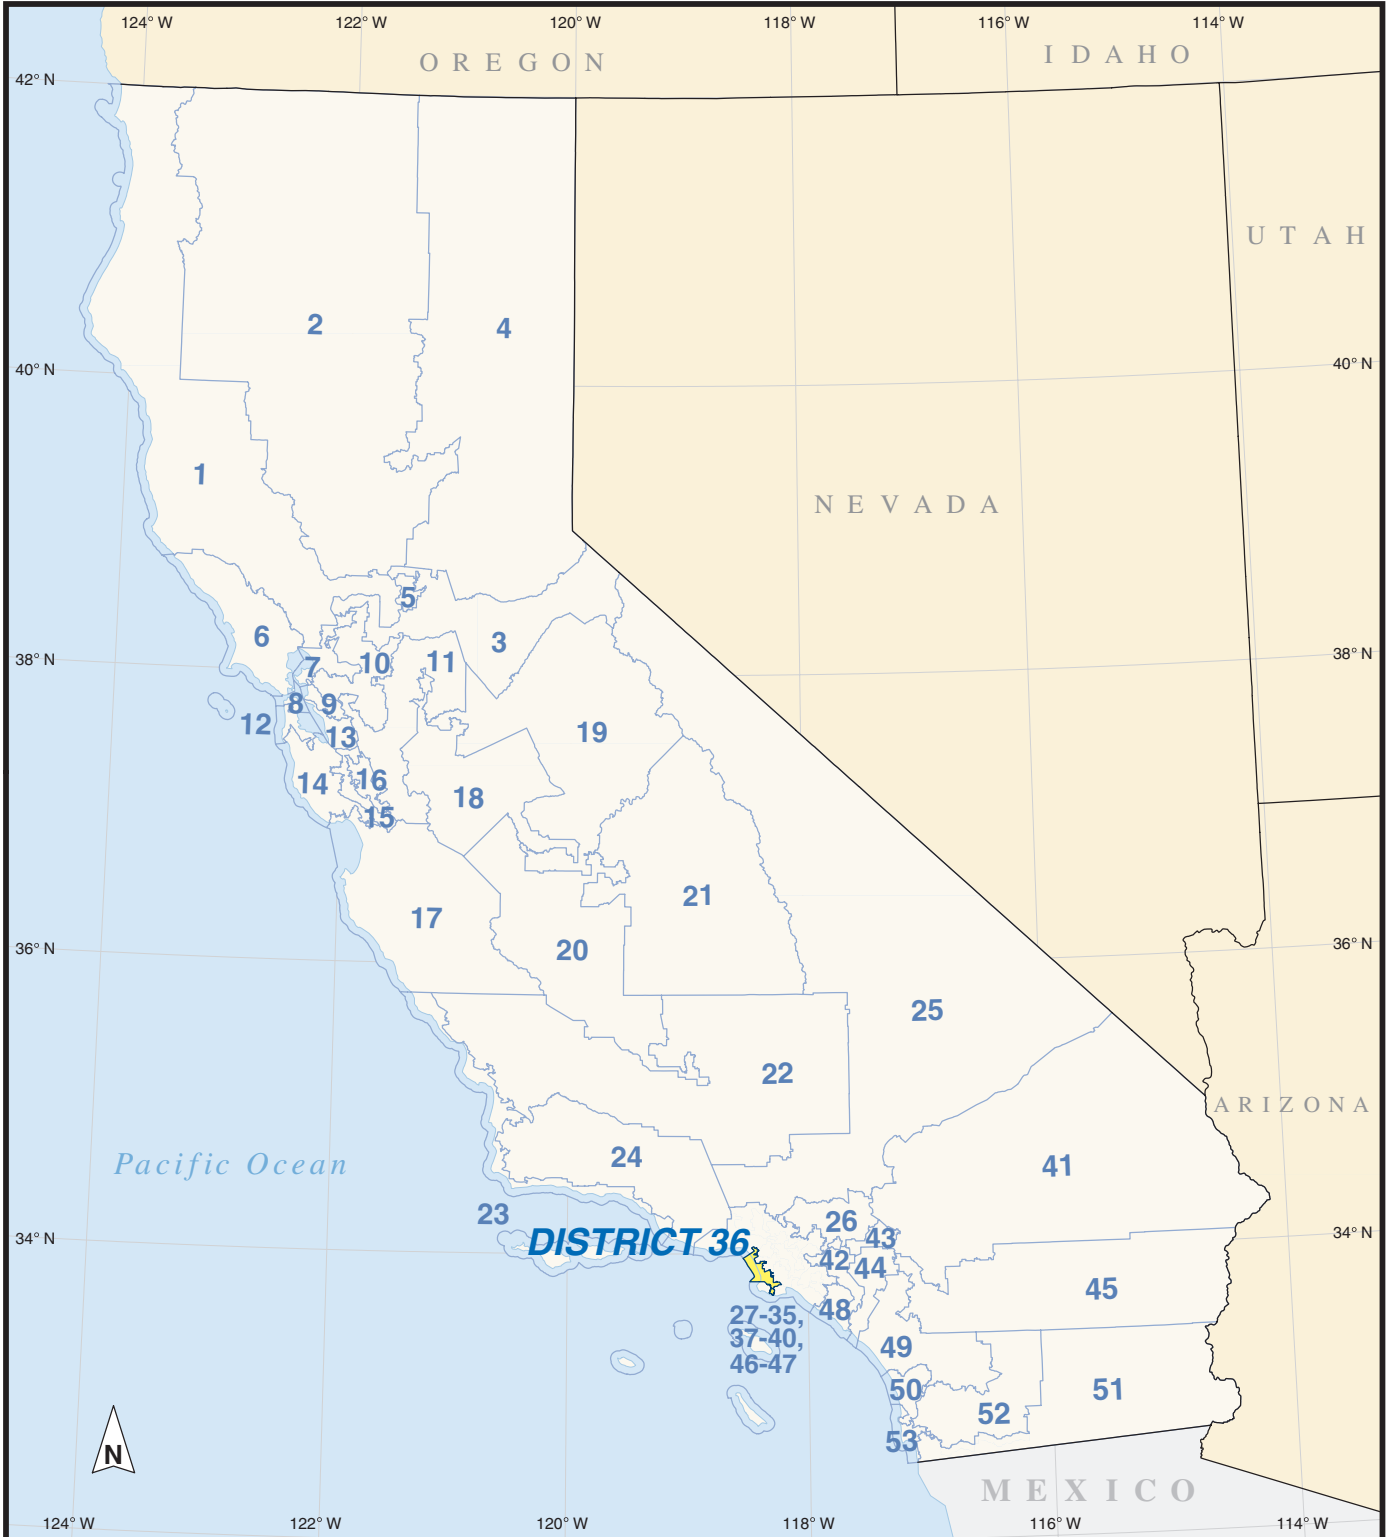 124° W 122° W 120° W 118° W 116° W 114° W
OREGON IDAHO
42° N
UTAH
2 4
40° N 40° N
1
NEVADA
5
6 3
38° N 7 10 11 38° N
8 9
12 13 19
14 16 18
15
21
17
20
36° N 36° N
25
22
ARIZONA
Pacific Ocean 24 41
23 26
34° N DISTRICT 36 43 34° N
42 44
45
48
27-35,
37-40,
46-47
49
50 51
52
53
N
MEXICO
124° W 122° W 120° W 118° W 116° W 114° W